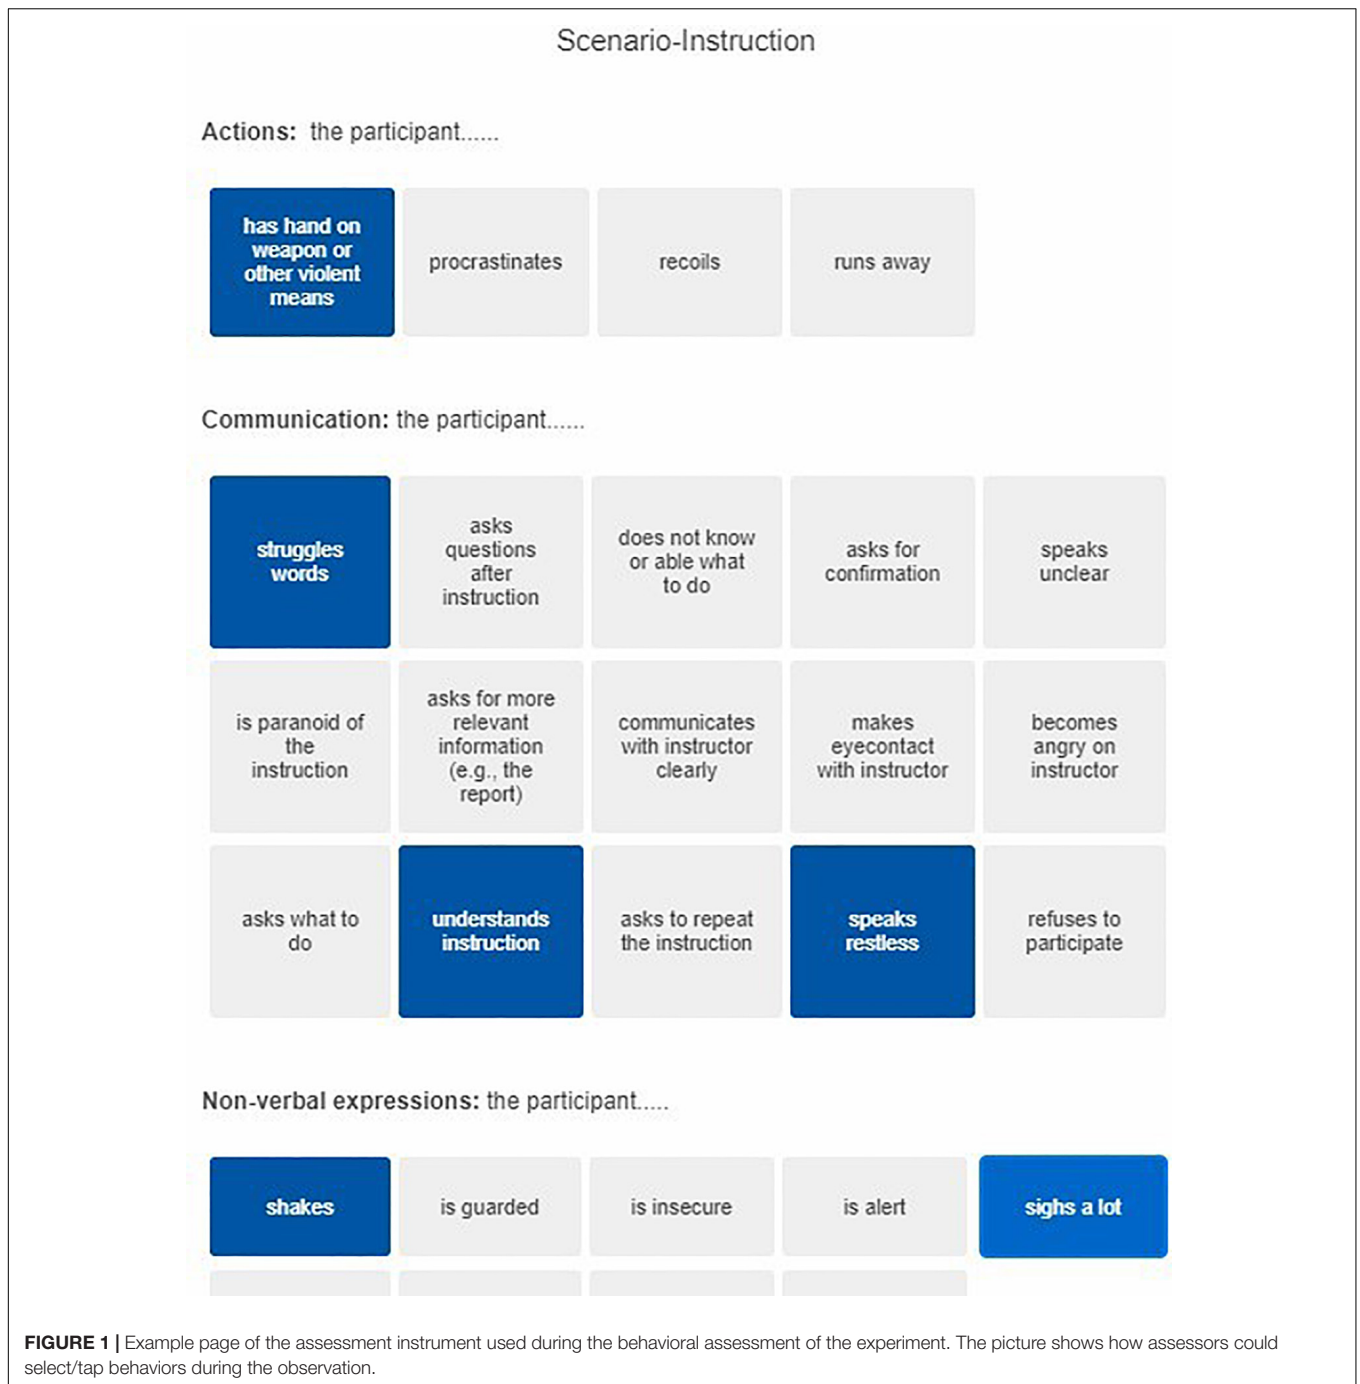 Scenario-Instruction
Actions: the participant......
has hand on
weapon or
other violent
means
procrastinates
recoils
runs away
Communication: the participant......
struggles
words
asks
questions
after
instruction
does not know
or able what
to do
asks for
confirmation
speaks
unclear
is paranoid of
the
instruction
asks for more
relevant
information
(e.g., the
report)
communicates
with instructor
clearly
makes
eyecontact
with instructor
becomes
angry on
instructor
asks what to
do
understands
instruction
asks to repeat
the instruction
speaks
restless
refuses to
participate
Non-verbal expressions: the participant.....
shakes
is guarded
is insecure
is alert
sighs a lot
FIGURE 1 | Example page of the assessment instrument used during the behavioral assessment of the experiment. The picture shows how assessors could
select/tap behaviors during the observation.